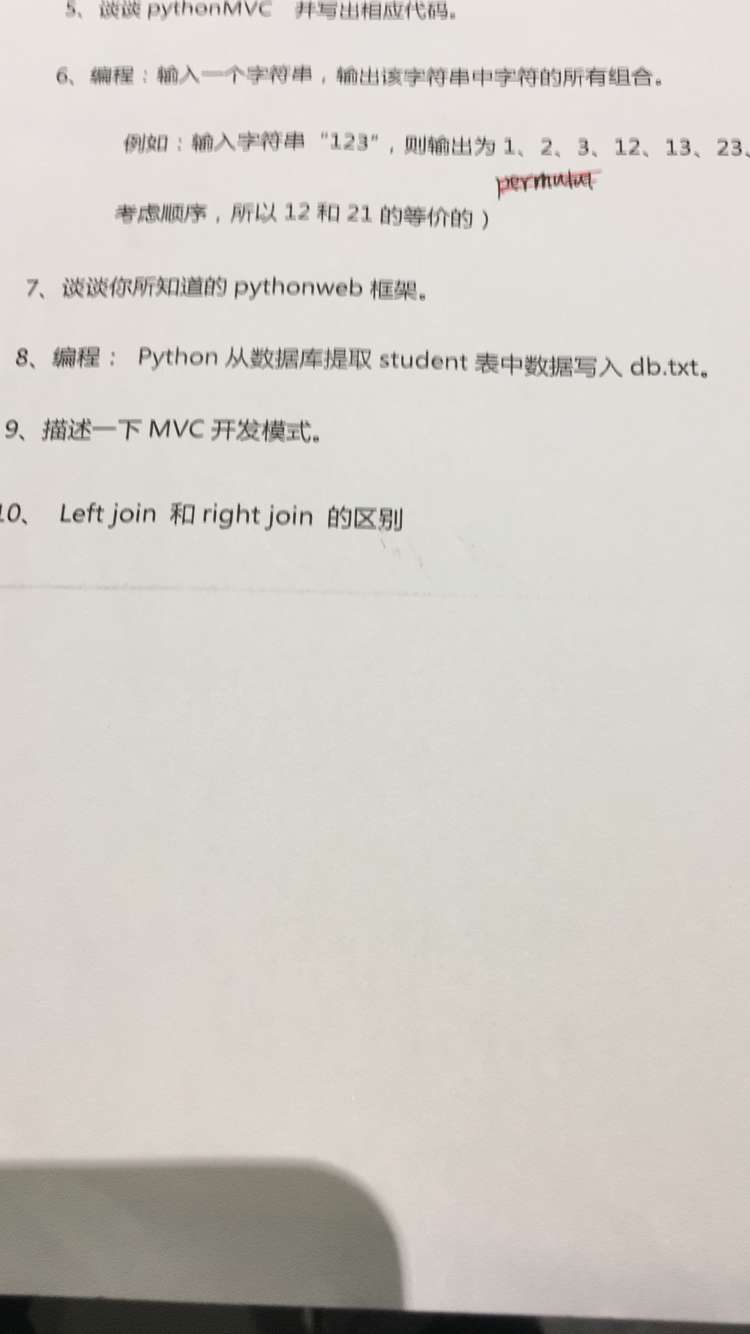 5、谈谈 pythonMVC 并写出相应代码。
6、编程：输入一个字符串，输出该字符串中字符的所有组合。
例如：输入字符串“123”，则输出为 1、2、3、12、13、23、
考虑顺序，所以 12 和 21 的等价的）
7、谈谈你所知道的 pythonweb 框架。
8、编程： Python 从数据库提取 student 表中数据写入 db.txt。
9、描述一下 MVC 开发模式。
10、 Left join 和 right join 的区别